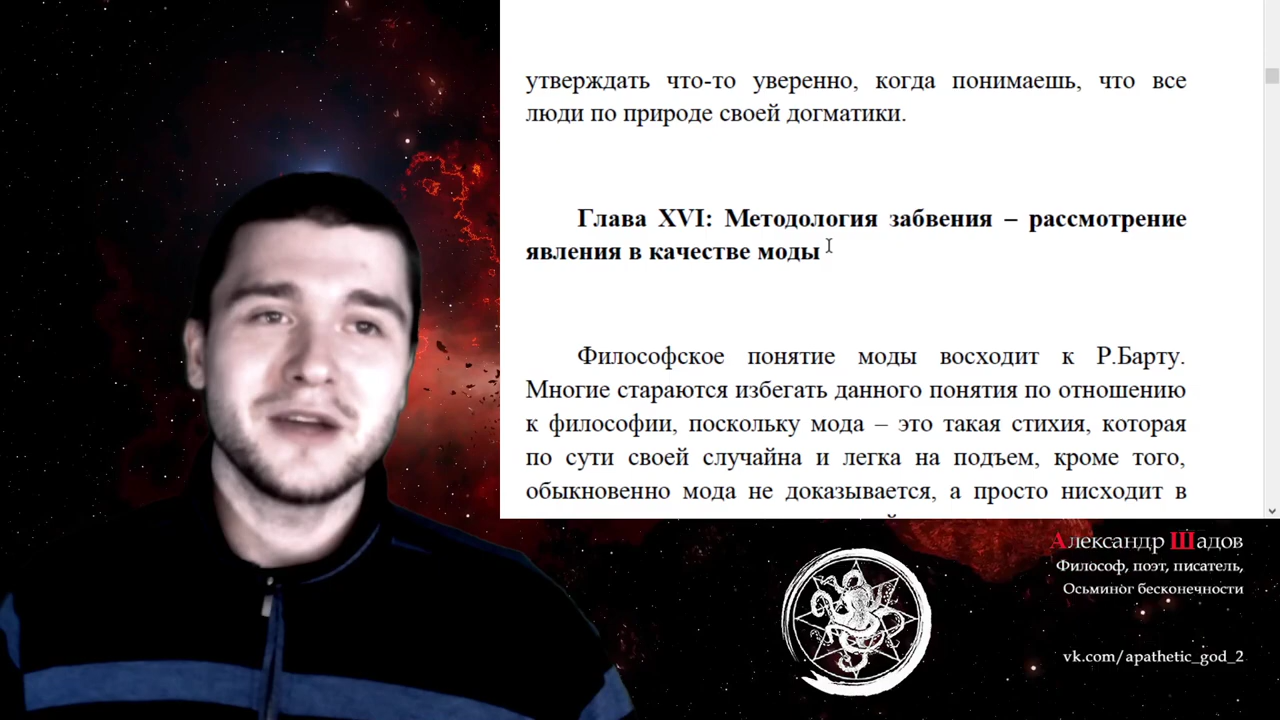 утверждать что-то уверенно, когда понимаешь, что все
люди по природе своей догматики.
Глава XVI: Методология забвения – рассмотрение
явления в качестве моды
Философское понятие моды восходит к Р.Барту.
Многие стараются избегать данного понятия по отношению
к философии, поскольку мода – это такая стихия, которая
по сути своей случайна и легка на подъем, кроме того,
обыкновенно мода не доказывается, а просто нисходит в
Александр Шадов
Философ, поэт, писатель,
Осьминог бесконечности
vk.com/apathetic_god_2